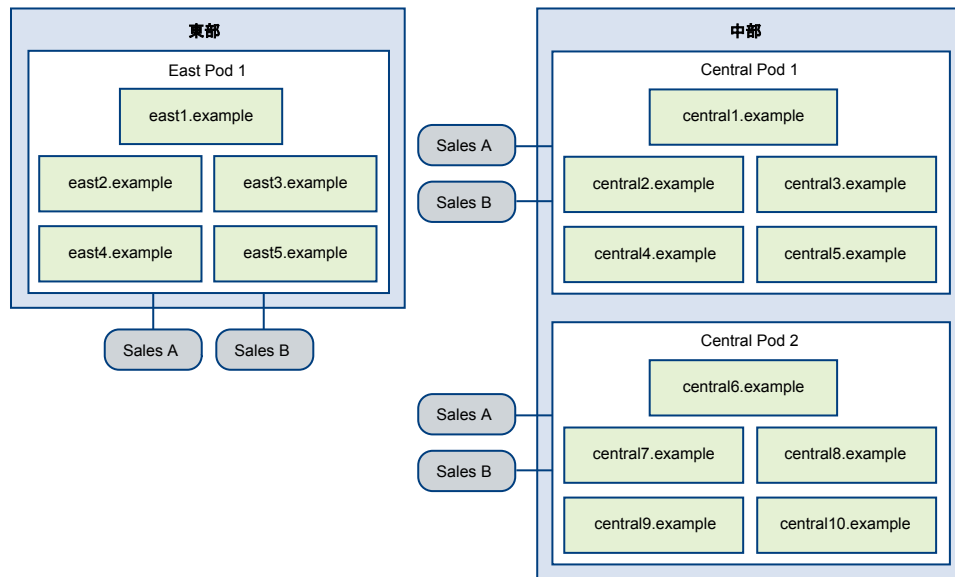 東部
East Pod 1
east1.example
east2.example
east3.example
east4.example
east5.example
Sales A
Sales B
中部
Central Pod 1
Sales A
Sales B
central1.example
central2.example
central3.example
central4.example
central5.example
Central Pod 2
Sales A
Sales B
central6.example
central7.example
central8.example
central9.example
central10.example